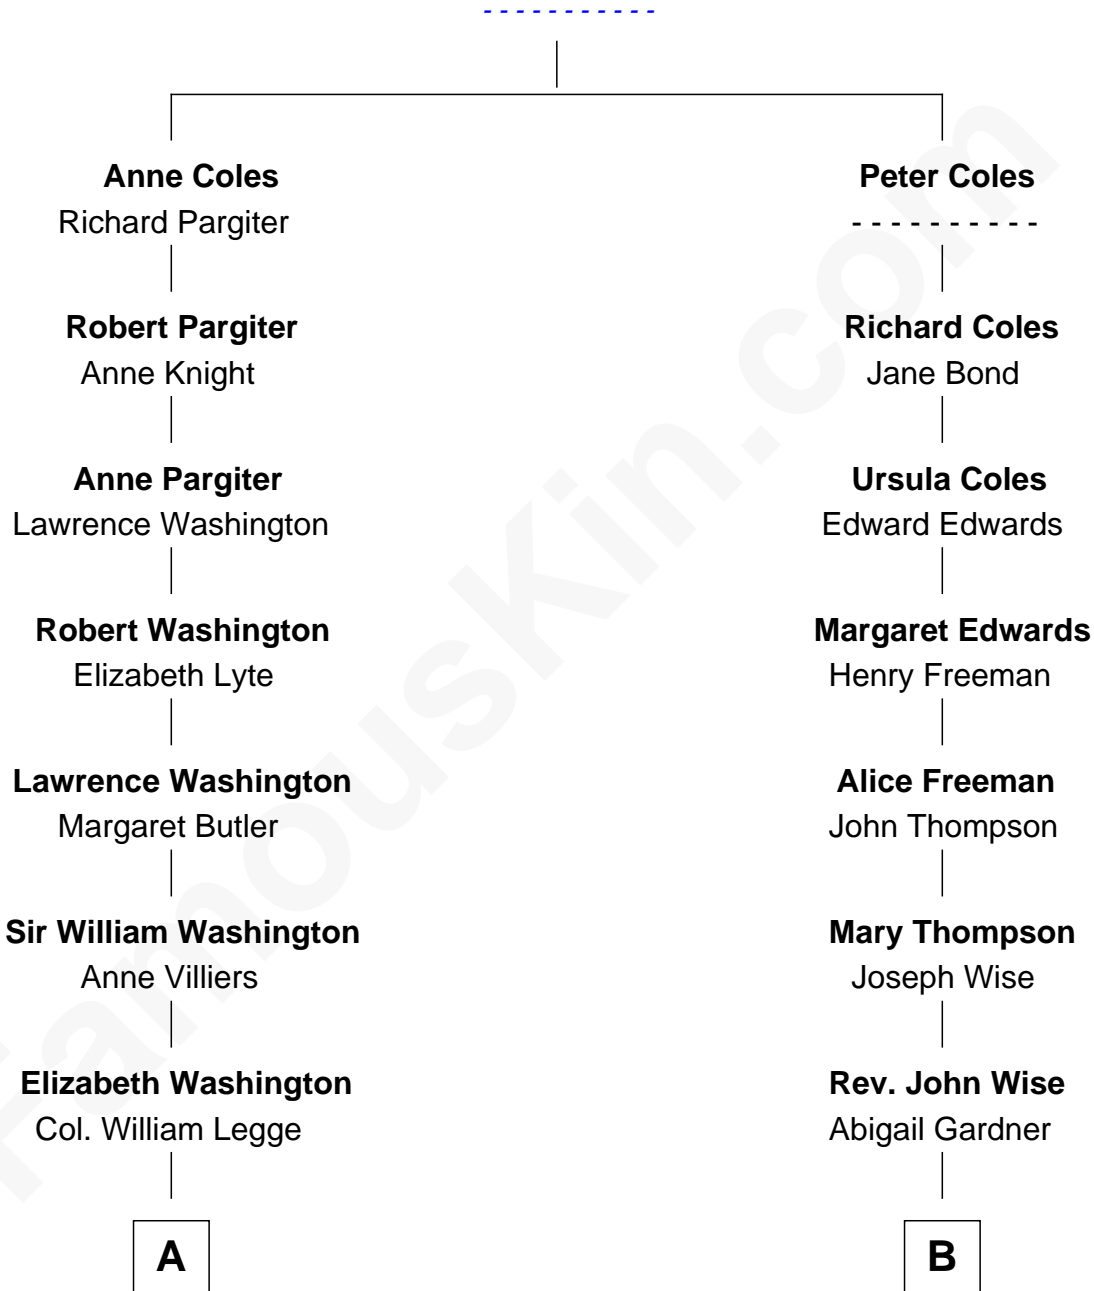 - - - - - - - - - - -
Anne Coles
Richard Pargiter
Peter Coles
- - - - - - - - - -
Robert Pargiter
Anne Knight
Richard Coles
Jane Bond
Anne Pargiter
Lawrence Washington
Ursula Coles
Edward Edwards
Robert Washington
Elizabeth Lyte
Margaret Edwards
Henry Freeman
Lawrence Washington
Margaret Butler
Alice Freeman
John Thompson
Sir William Washington
Anne Villiers
Mary Thompson
Joseph Wise
Elizabeth Washington
Col. William Legge
Rev. John Wise
Abigail Gardner
A
B
FamousKin.com